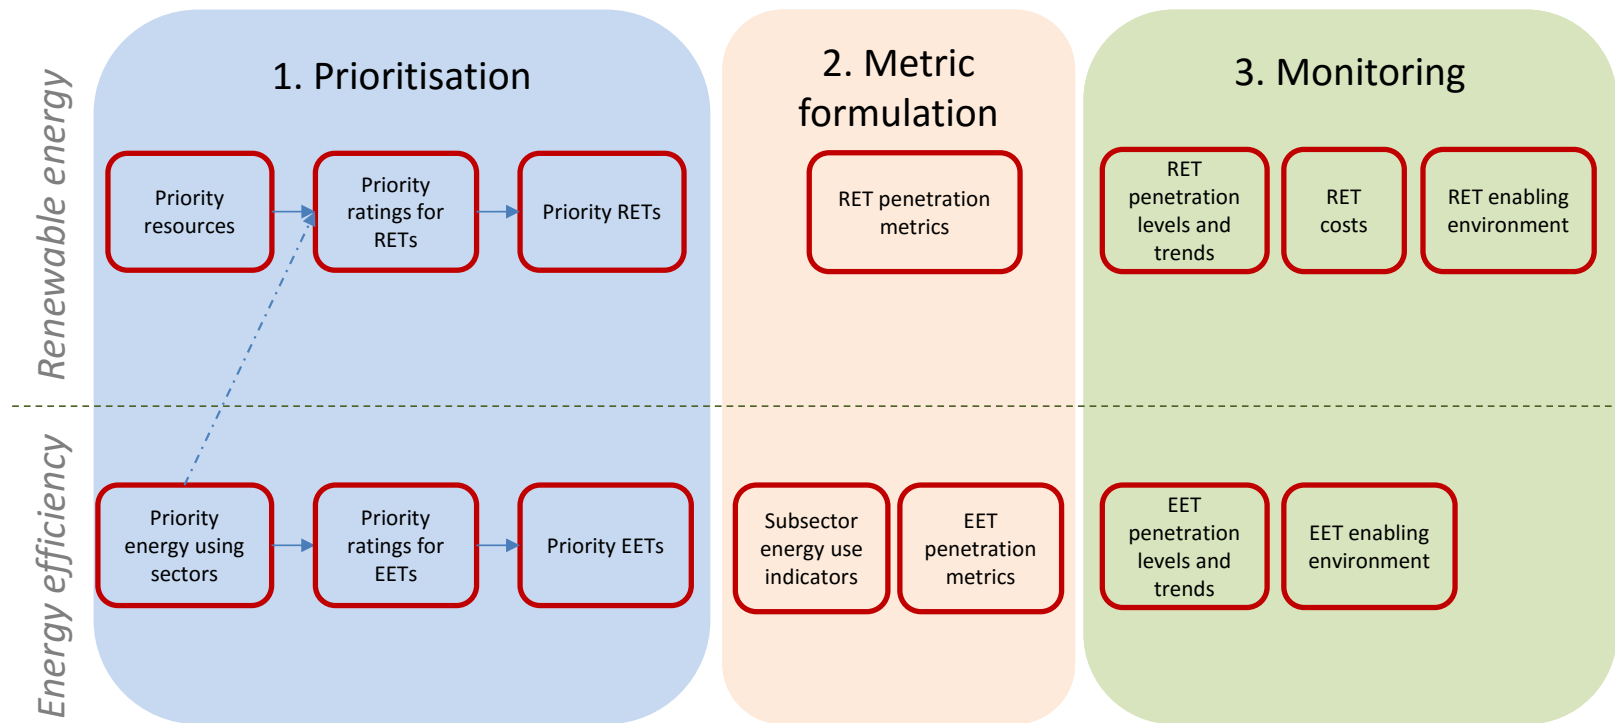 Renewable energy
1. Prioritisation
Priority
resources
Priority
ratings for
RETs
Priority RETs
2. Metric
formulation
RET penetration
metrics
3. Monitoring
RET
penetration
levels and
trends
RET
costs
RET enabling
environment
Energy efficiency
Priority
energy using
sectors
Priority
ratings for
EETs
Priority EETs
Subsector
energy use
indicators
EET
penetration
metrics
EET
penetration
levels and
trends
EET enabling
environment